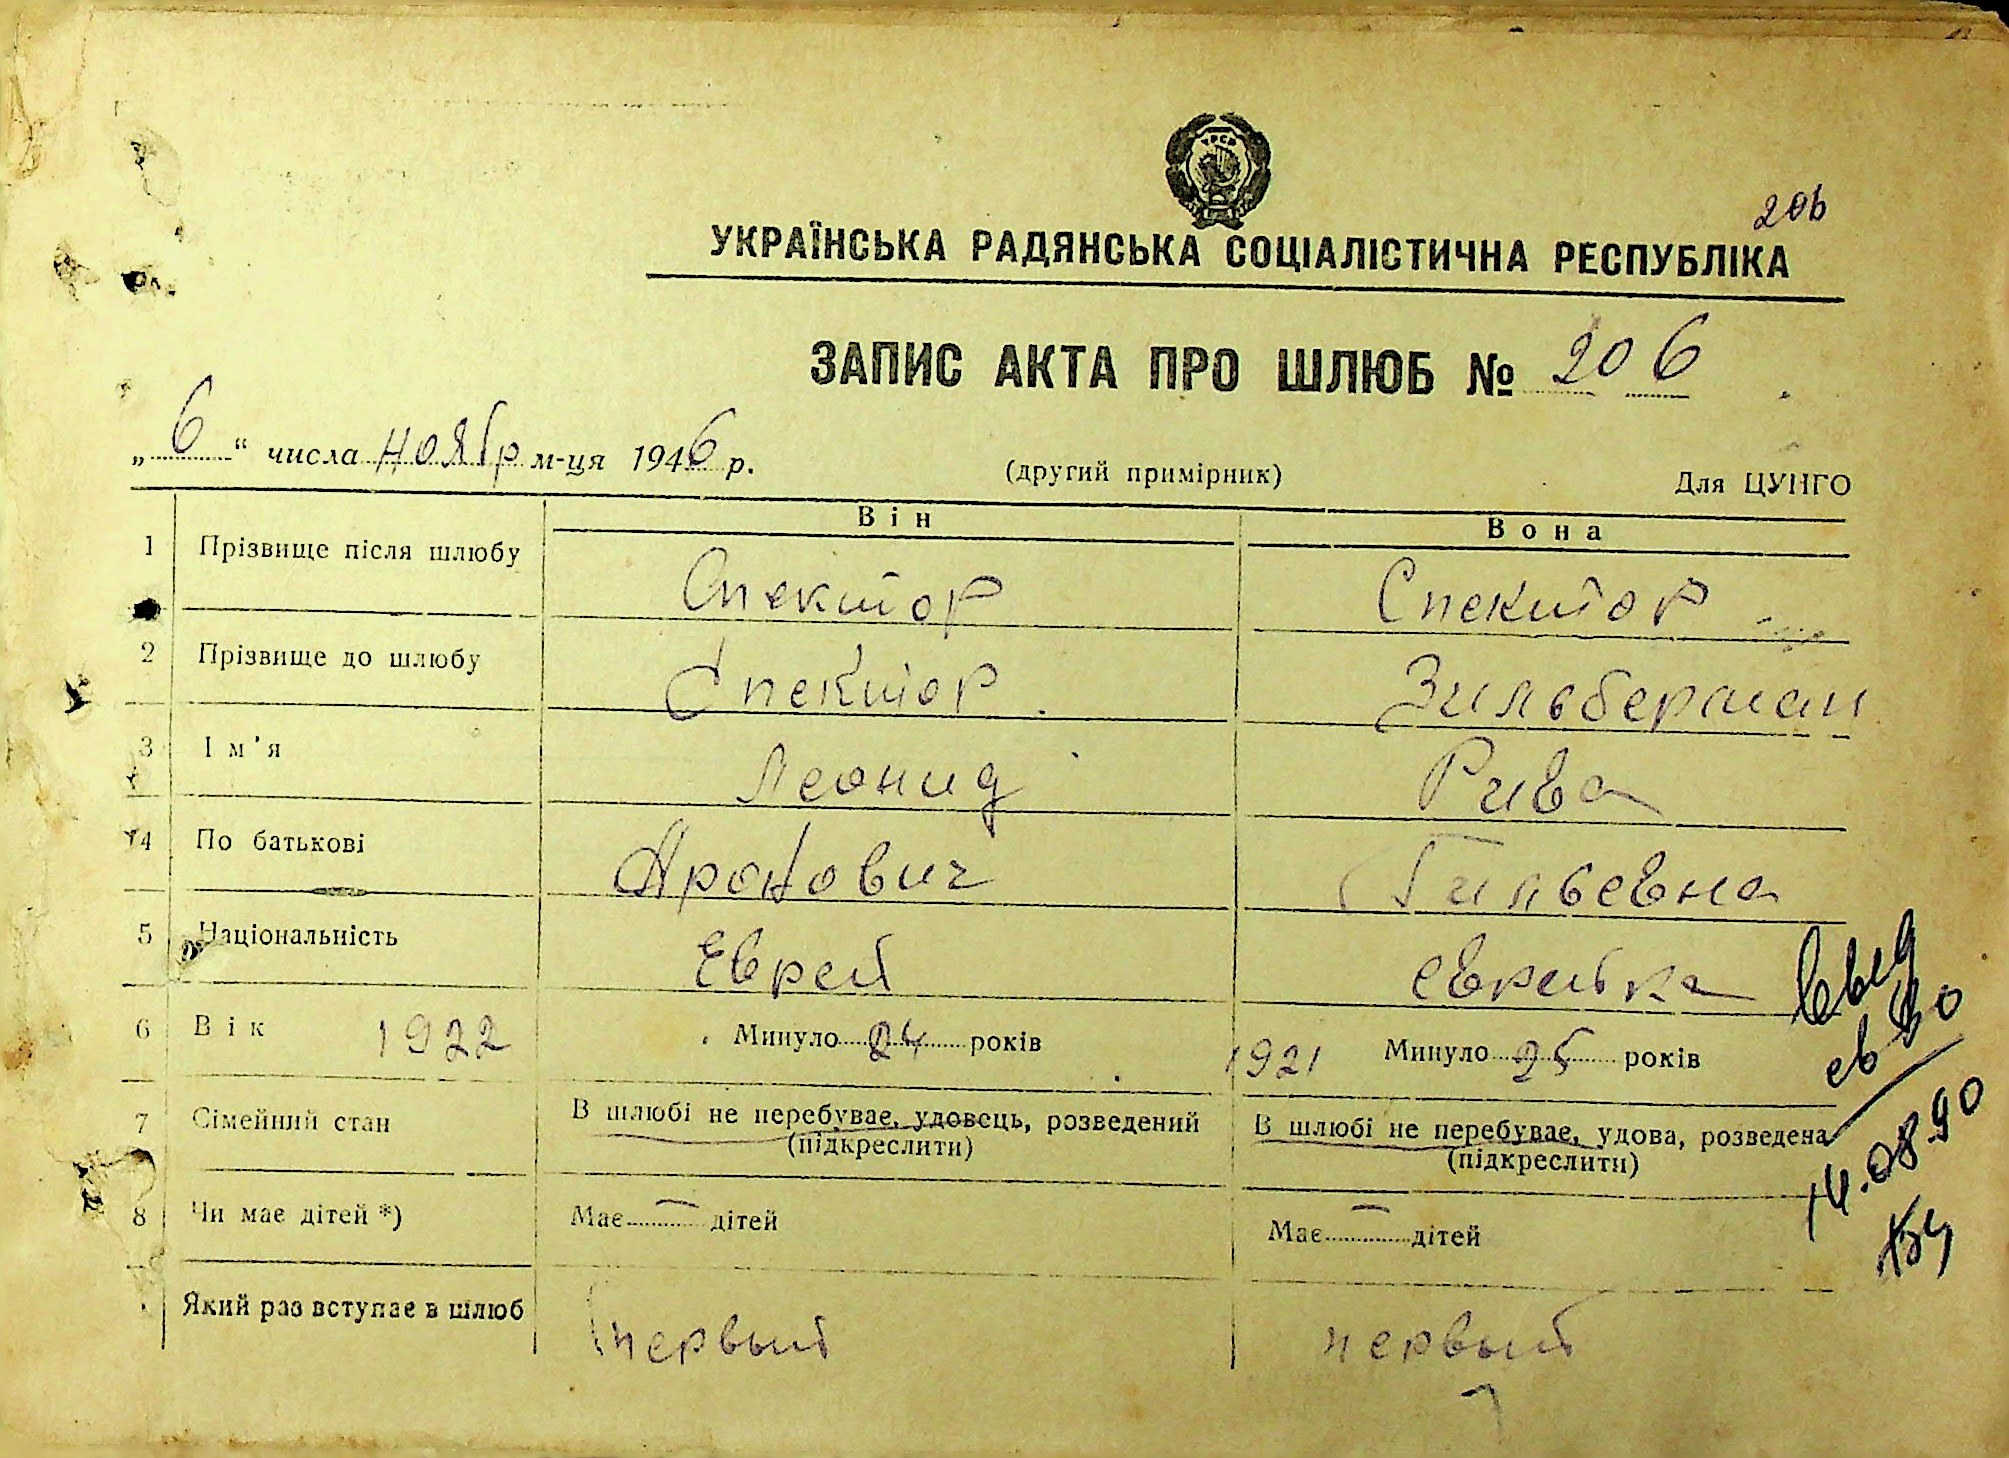 УРСР
206
УКРАЇНСЬКА РАДЯНСЬКА СОЦІАЛІСТИЧНА РЕСПУБЛІКА
ЗАПИС АКТА ПРО ШЛЮБ № 206
„6“ числа ноябр м-ця 1946 р. (другий примірник) Для ЦУНГО
Він Вона
1 Прізвище після шлюбу Спектор Спектор
2 Прізвище до шлюбу Спектор Зильберман
3 Ім'я Леонид Рива
4 По батькові Аронович Гильевна
5 Національність Еврей еврейка
6 Вік 1922 Минуло 24 років 1921 Минуло 25 років
7 Сімейний стан В шлюбі не перебуває, удовець, розведений (підкреслити) В шлюбі не перебуває, удова, розведена (підкреслити)
8 Чи має дітей *) Має — дітей Має — дітей
Який раз вступає в шлюб первый первый
14.08.90